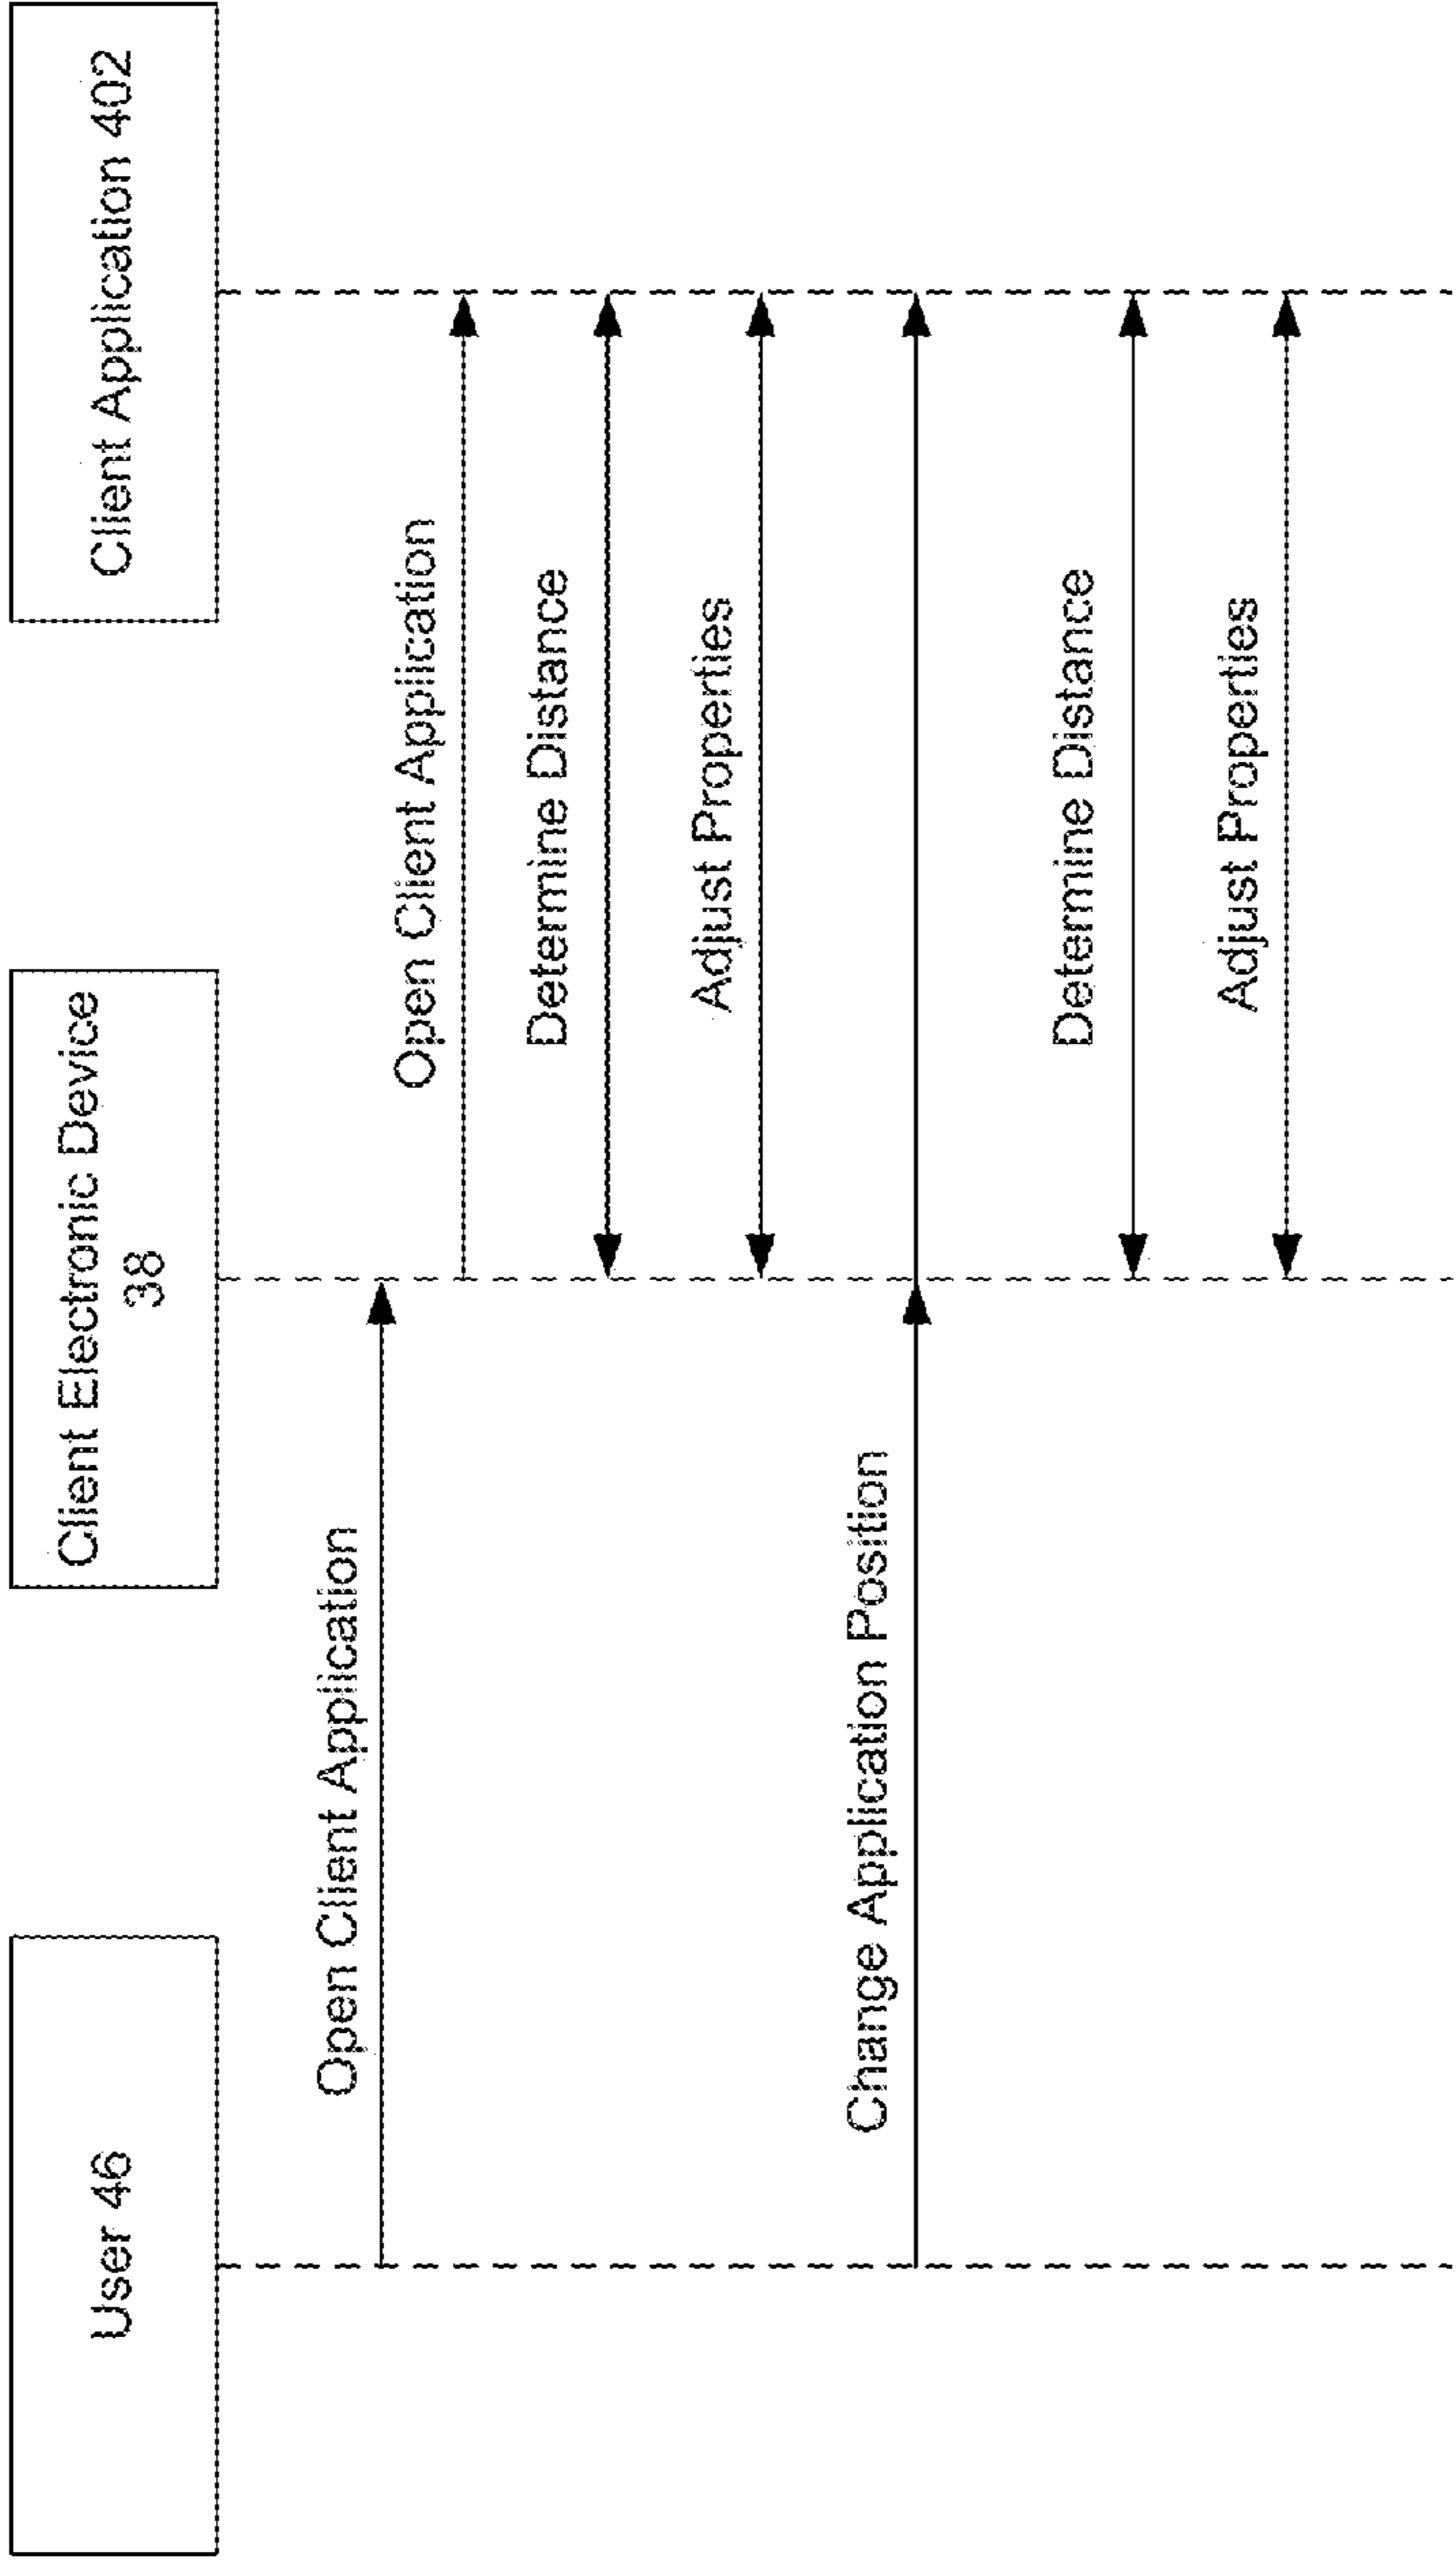 User 46
Client Electronic Device
38
Client Application 402
Open Client Application
Open Client Application
Determine Distance
Adjust Properties
Change Application Position
Determine Distance
Adjust Properties